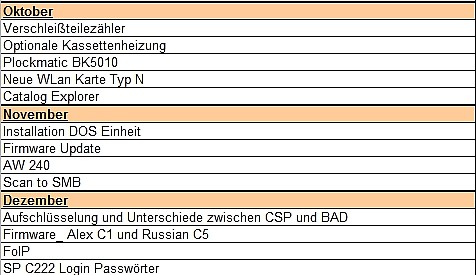 Oktober
Verschleißteilezähler
Optionale Kassettenheizung
Plockmatic BK5010
Neue WLan Karte Typ N
Catalog Explorer
November
Installation DOS Einheit
Firmware Update
AW 240
Scan to SMB
Dezember
Aufschlüsselung und Unterschiede zwischen CSP und BAD
Firmware_ Alex C1 und Russian C5
FoIP
SP C222 Login Passwörter